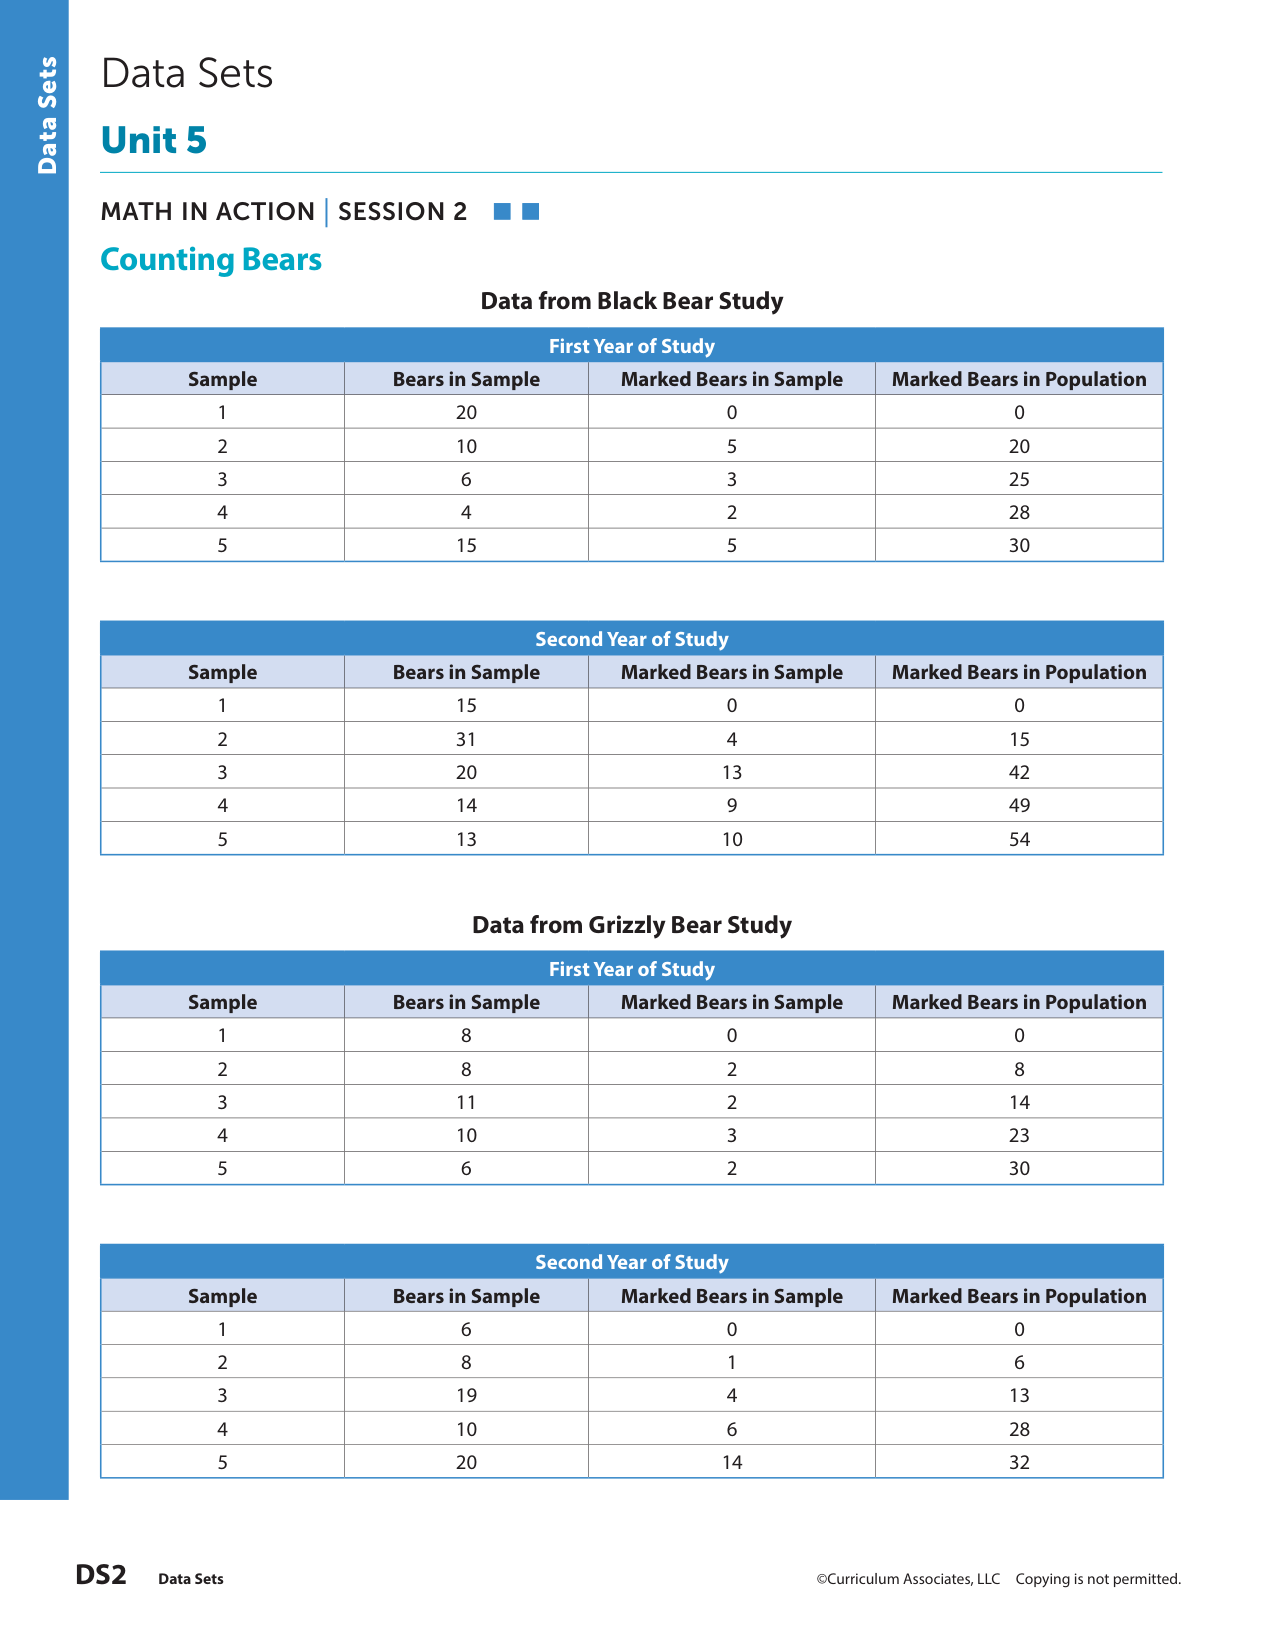 Data Sets
Data Sets
Unit 5
MATH IN ACTION | SESSION 2
Counting Bears
Data from Black Bear Study
First Year of Study
Sample Bears in Sample Marked Bears in Sample Marked Bears in Population
1 20 0 0
2 10 5 20
3 6 3 25
4 4 2 28
5 15 5 30
Second Year of Study
Sample Bears in Sample Marked Bears in Sample Marked Bears in Population
1 15 0 0
2 31 4 15
3 20 13 42
4 14 9 49
5 13 10 54
Data from Grizzly Bear Study
First Year of Study
Sample Bears in Sample Marked Bears in Sample Marked Bears in Population
1 8 0 0
2 8 2 8
3 11 2 14
4 10 3 23
5 6 2 30
Second Year of Study
Sample Bears in Sample Marked Bears in Sample Marked Bears in Population
1 6 0 0
2 8 1 6
3 19 4 13
4 10 6 28
5 20 14 32
DS2 Data Sets ©Curriculum Associates, LLC Copying is not permitted.